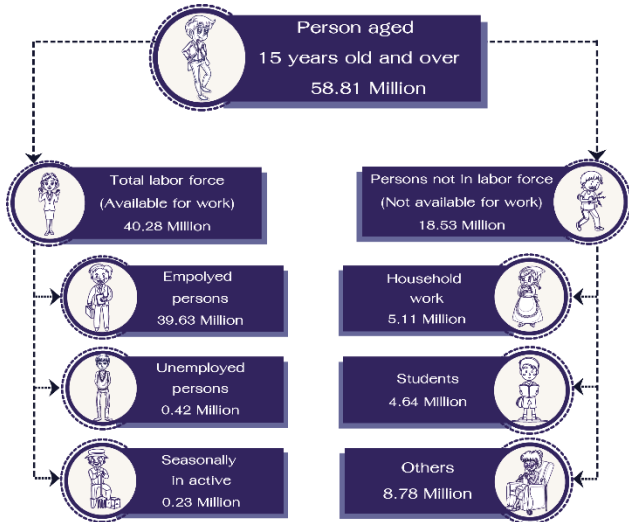 Person aged
15 years old and over
58.81 Million
Total labor force
(Available for work)
40.28 Million
Persons not in labor force
(Not available for work)
18.53 Million
Empolyed
persons
39.63 Million
Household
work
5.11 Million
Unemployed
persons
0.42 Million
Students
4.64 Million
Seasonally
in active
0.23 Million
Others
8.78 Million